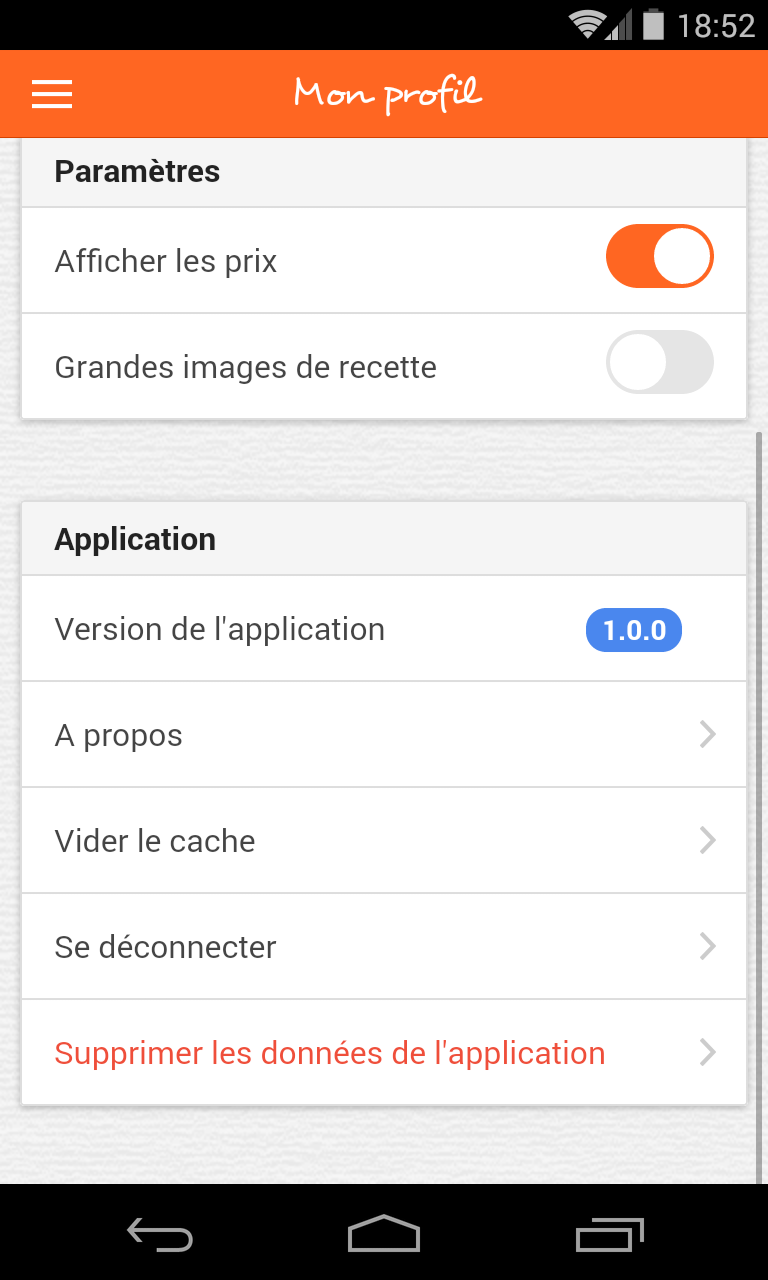 18:52
Mon profil
Paramètres
Afficher les prix
Grandes images de recette
Application
Version de l'application 1.0.0
A propos
Vider le cache
Se déconnecter
Supprimer les données de l'application